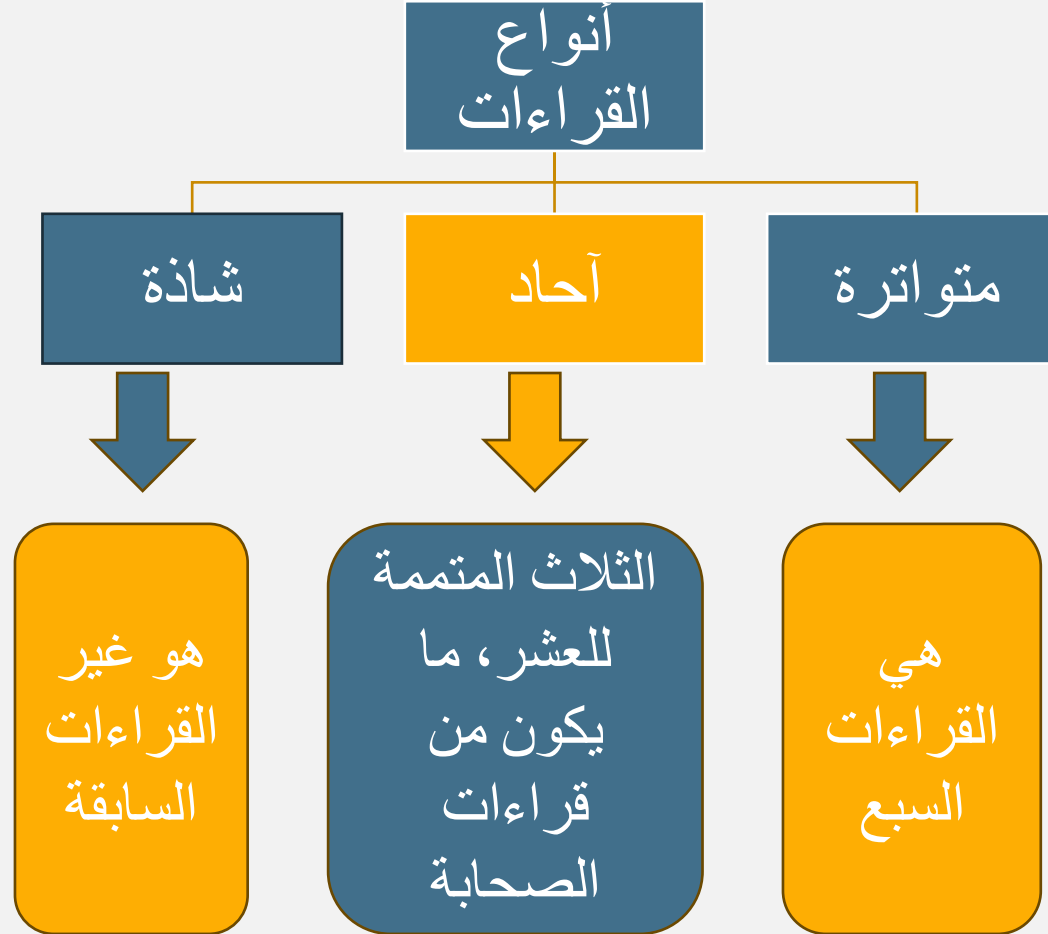 أنواع
القراءات
متواترة
آحاد
شاذة
هي
القراءات
السبع
الثلاث المتممة
للعشر، ما
يكون من
قراءات
الصحابة
هو غير
القراءات
السابقة